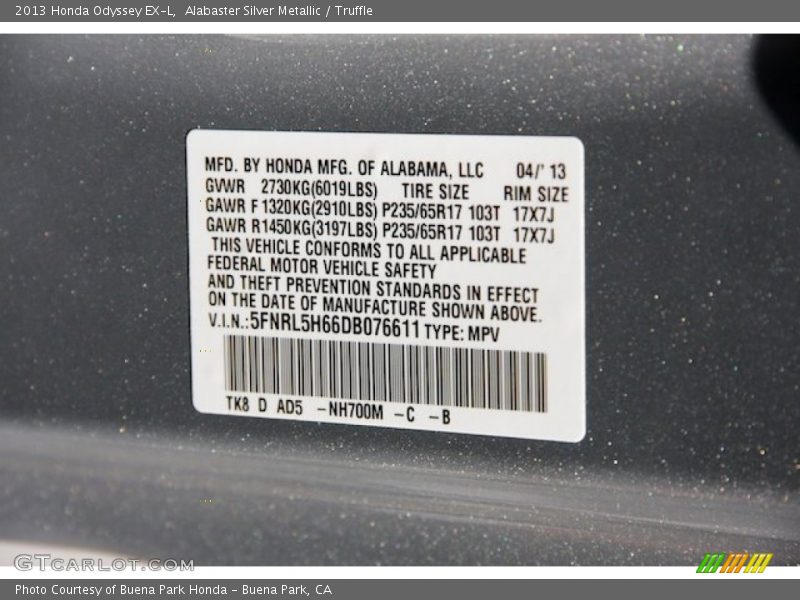 2013 Honda Odyssey EX-L, Alabaster Silver Metallic / Truffle
MFD. BY HONDA MFG. OF ALABAMA, LLC 04/' 13
GVWR 2730KG(6019LBS) TIRE SIZE RIM SIZE
GAWR F 1320KG(2910LBS) P235/65R17 103T 17X7J
GAWR R1450KG(3197LBS) P235/65R17 103T 17X7J
THIS VEHICLE CONFORMS TO ALL APPLICABLE
FEDERAL MOTOR VEHICLE SAFETY
AND THEFT PREVENTION STANDARDS IN EFFECT
ON THE DATE OF MANUFACTURE SHOWN ABOVE.
V.I.N.:5FNRL5H66DB076611 TYPE: MPV
TK8 D AD5 -NH700M -C -B
GTCARLOT.COM
Photo Courtesy of Buena Park Honda - Buena Park, CA